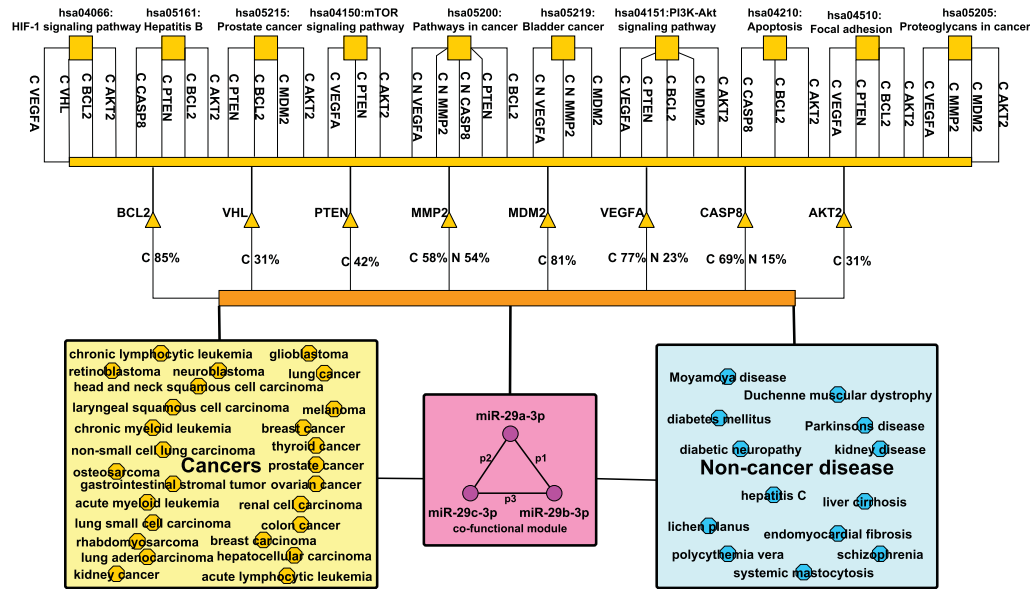 hsa04066: hsa05161: hsa05215: hsa04150:mTOR hsa05200: hsa05219: hsa04151:PI3K-Akt hsa04210: hsa04510: hsa05205:
HIF-1 signaling pathway Hepatitis B Prostate cancer signaling pathway Pathways in cancer Bladder cancer signaling pathway Apoptosis Focal adhesion Proteoglycans in cancer
C VEGFA
C VHL
C BCL2
C AKT2
C CASP8
C PTEN
C BCL2
C AKT2
C PTEN
C BCL2
C MDM2
C AKT2
C VEGFA
C PTEN
C AKT2
C N VEGFA
C N MMP2
C N CASP8
C PTEN
C BCL2
C N VEGFA
C N MMP2
C MDM2
C VEGFA
C PTEN
C BCL2
C MDM2
C AKT2
C CASP8
C BCL2
C AKT2
C VEGFA
C PTEN
C BCL2
C AKT2
C VEGFA
C MMP2
C MDM2
C AKT2
BCL2 VHL PTEN MMP2 MDM2 VEGFA CASP8 AKT2
C 85% C 31% C 42% C 58% N 54% C 81% C 77% N 23% C 69% N 15% C 31%
chronic lymphocytic leukemia glioblastoma
retinoblastoma neuroblastoma lung cancer
head and neck squamous cell carcinoma
laryngeal squamous cell carcinoma melanoma
chronic myeloid leukemia breast cancer
non-small cell lung carcinoma thyroid cancer
Cancers
osteosarcoma prostate cancer
gastrointestinal stromal tumor ovarian cancer
acute myeloid leukemia renal cell carcinoma
lung small cell carcinoma colon cancer
rhabdomyosarcoma breast carcinoma
lung adenocarcinoma hepatocellular carcinoma
kidney cancer acute lymphocytic leukemia
miR-29a-3p
p2 p1
p3
miR-29c-3p miR-29b-3p
co-functional module
Moyamoya disease
Duchenne muscular dystrophy
diabetes mellitus
Parkinsons disease
diabetic neuropathy kidney disease
Non-cancer disease
hepatitis C
liver cirrhosis
lichen planus
endomyocardial fibrosis
polycythemia vera schizophrenia
systemic mastocytosis